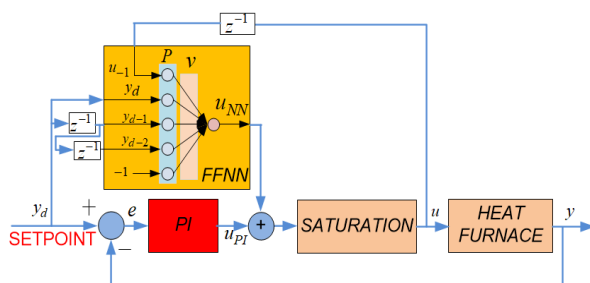 z⁻¹
P
v
u₋₁
y_d
u_NN
z⁻¹
y_d-1
z⁻¹
y_d-2
-1
FFNN
y_d
+
e
PI
u_PI
+
SATURATION
u
HEAT
FURNACE
y
SETPOINT
−